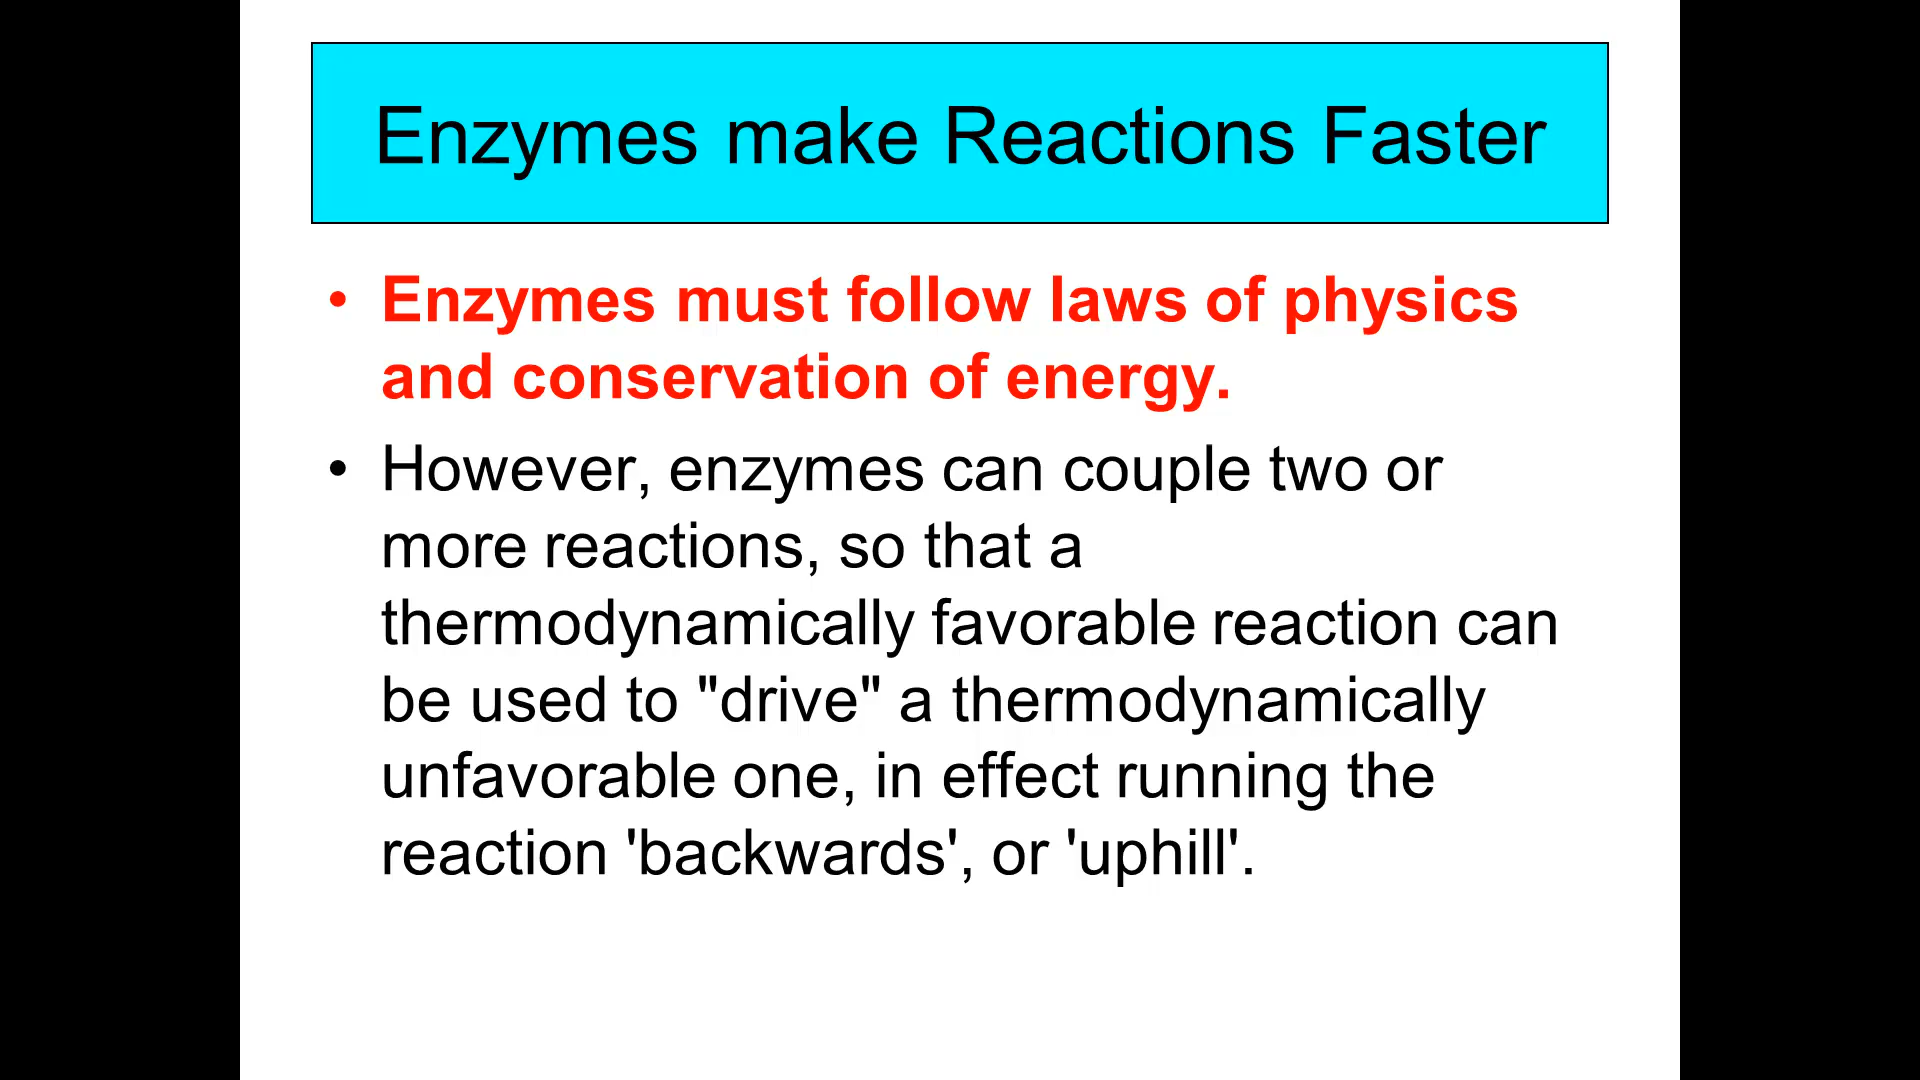 Enzymes make Reactions Faster
• Enzymes must follow laws of physics
and conservation of energy.
• However, enzymes can couple two or
more reactions, so that a
thermodynamically favorable reaction can
be used to "drive" a thermodynamically
unfavorable one, in effect running the
reaction 'backwards', or 'uphill'.